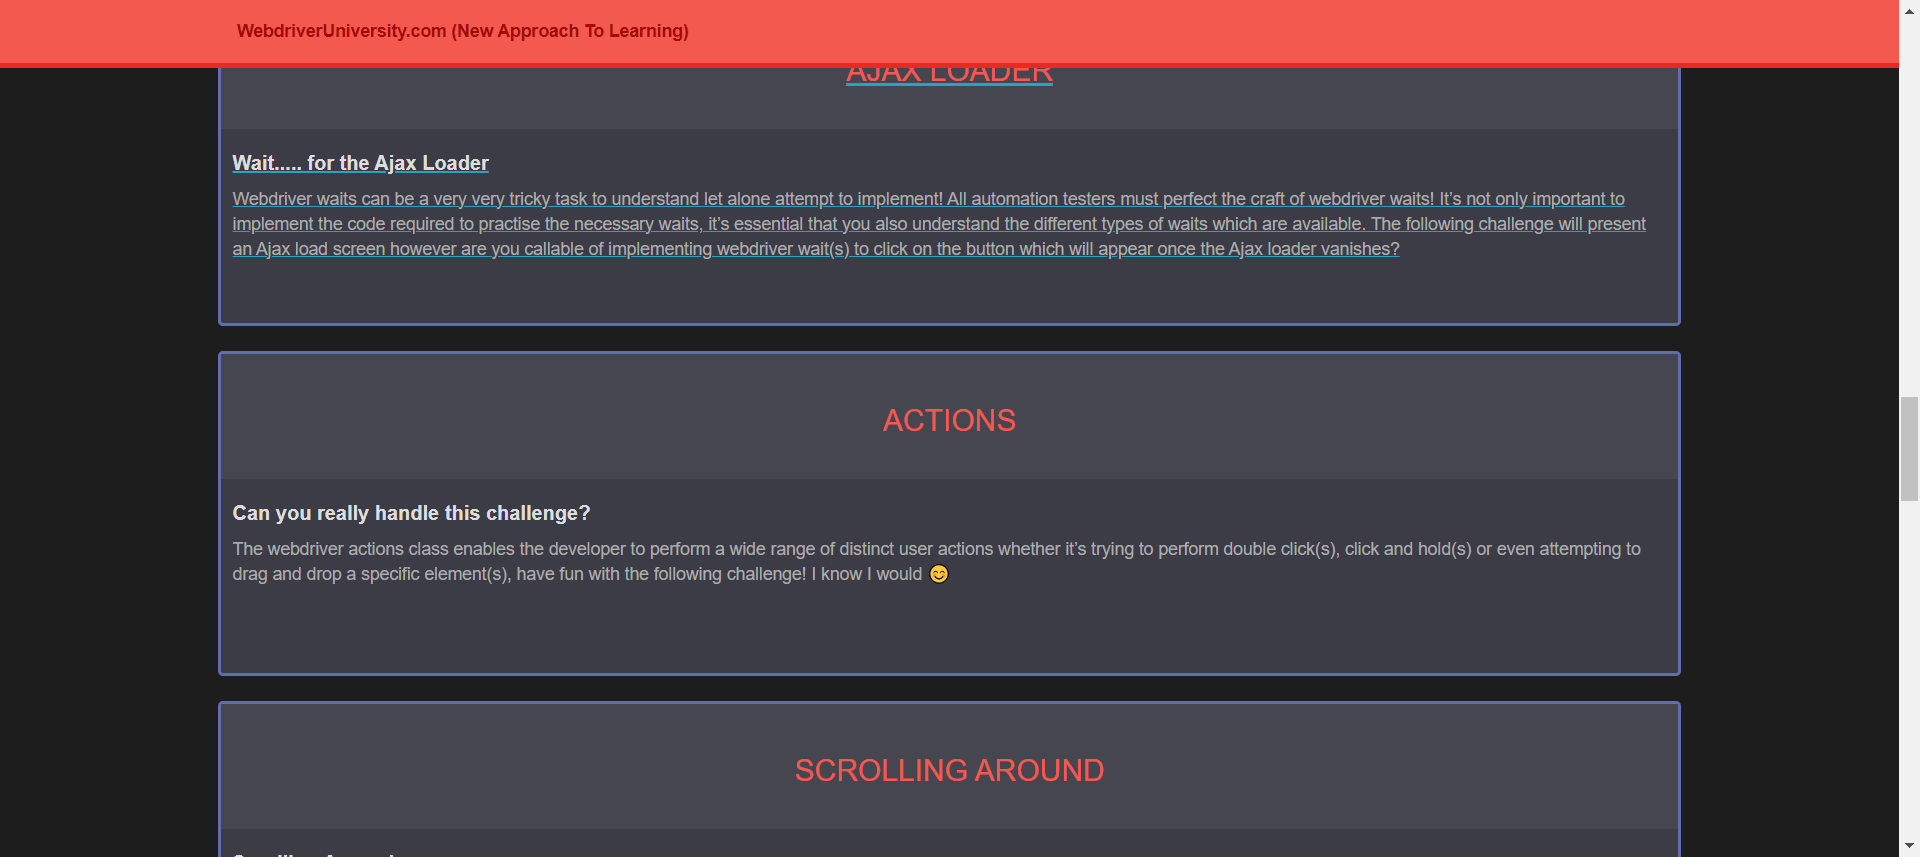 WebdriverUniversity.com (New Approach To Learning)
AJAX LOADER
Wait..... for the Ajax Loader
Webdriver waits can be a very very tricky task to understand let alone attempt to implement! All automation testers must perfect the craft of webdriver waits! It’s not only important to
implement the code required to practise the necessary waits, it’s essential that you also understand the different types of waits which are available. The following challenge will present
an Ajax load screen however are you callable of implementing webdriver wait(s) to click on the button which will appear once the Ajax loader vanishes?
ACTIONS
Can you really handle this challenge?
The webdriver actions class enables the developer to perform a wide range of distinct user actions whether it’s trying to perform double click(s), click and hold(s) or even attempting to
drag and drop a specific element(s), have fun with the following challenge! I know I would 😊
SCROLLING AROUND